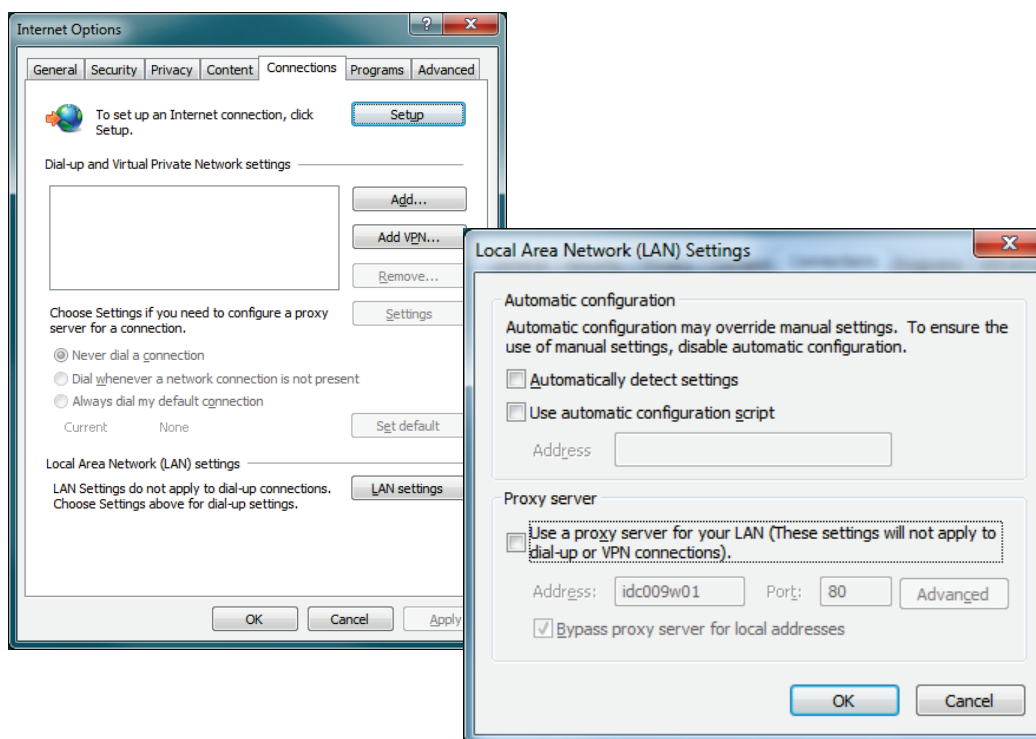 Internet Options
General Security Privacy Content Connections Programs Advanced
To set up an Internet connection, click
Setup.
Setup
Dial-up and Virtual Private Network settings
Add...
Add VPN...
Remove...
Choose Settings if you need to configure a proxy
server for a connection.
Settings
Never dial a connection
Dial whenever a network connection is not present
Always dial my default connection
Current None
Set default
Local Area Network (LAN) settings
LAN Settings do not apply to dial-up connections.
Choose Settings above for dial-up settings.
LAN settings
OK Cancel Apply
Local Area Network (LAN) Settings
Automatic configuration
Automatic configuration may override manual settings. To ensure the
use of manual settings, disable automatic configuration.
Automatically detect settings
Use automatic configuration script
Address
Proxy server
Use a proxy server for your LAN (These settings will not apply to
dial-up or VPN connections).
Address: idc009w01 Port: 80 Advanced
Bypass proxy server for local addresses
OK Cancel